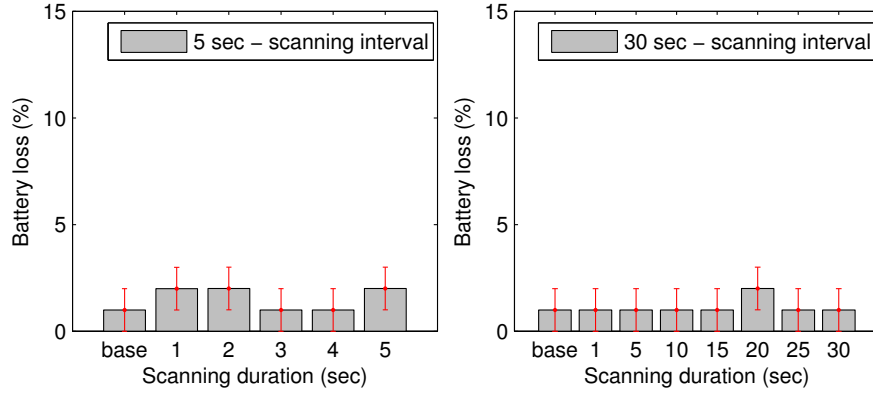 15
10
5
0
Battery loss (%)
5 sec − scanning interval
base 1 2 3 4 5
Scanning duration (sec)
15
10
5
0
Battery loss (%)
30 sec − scanning interval
base 1 5 10 15 20 25 30
Scanning duration (sec)